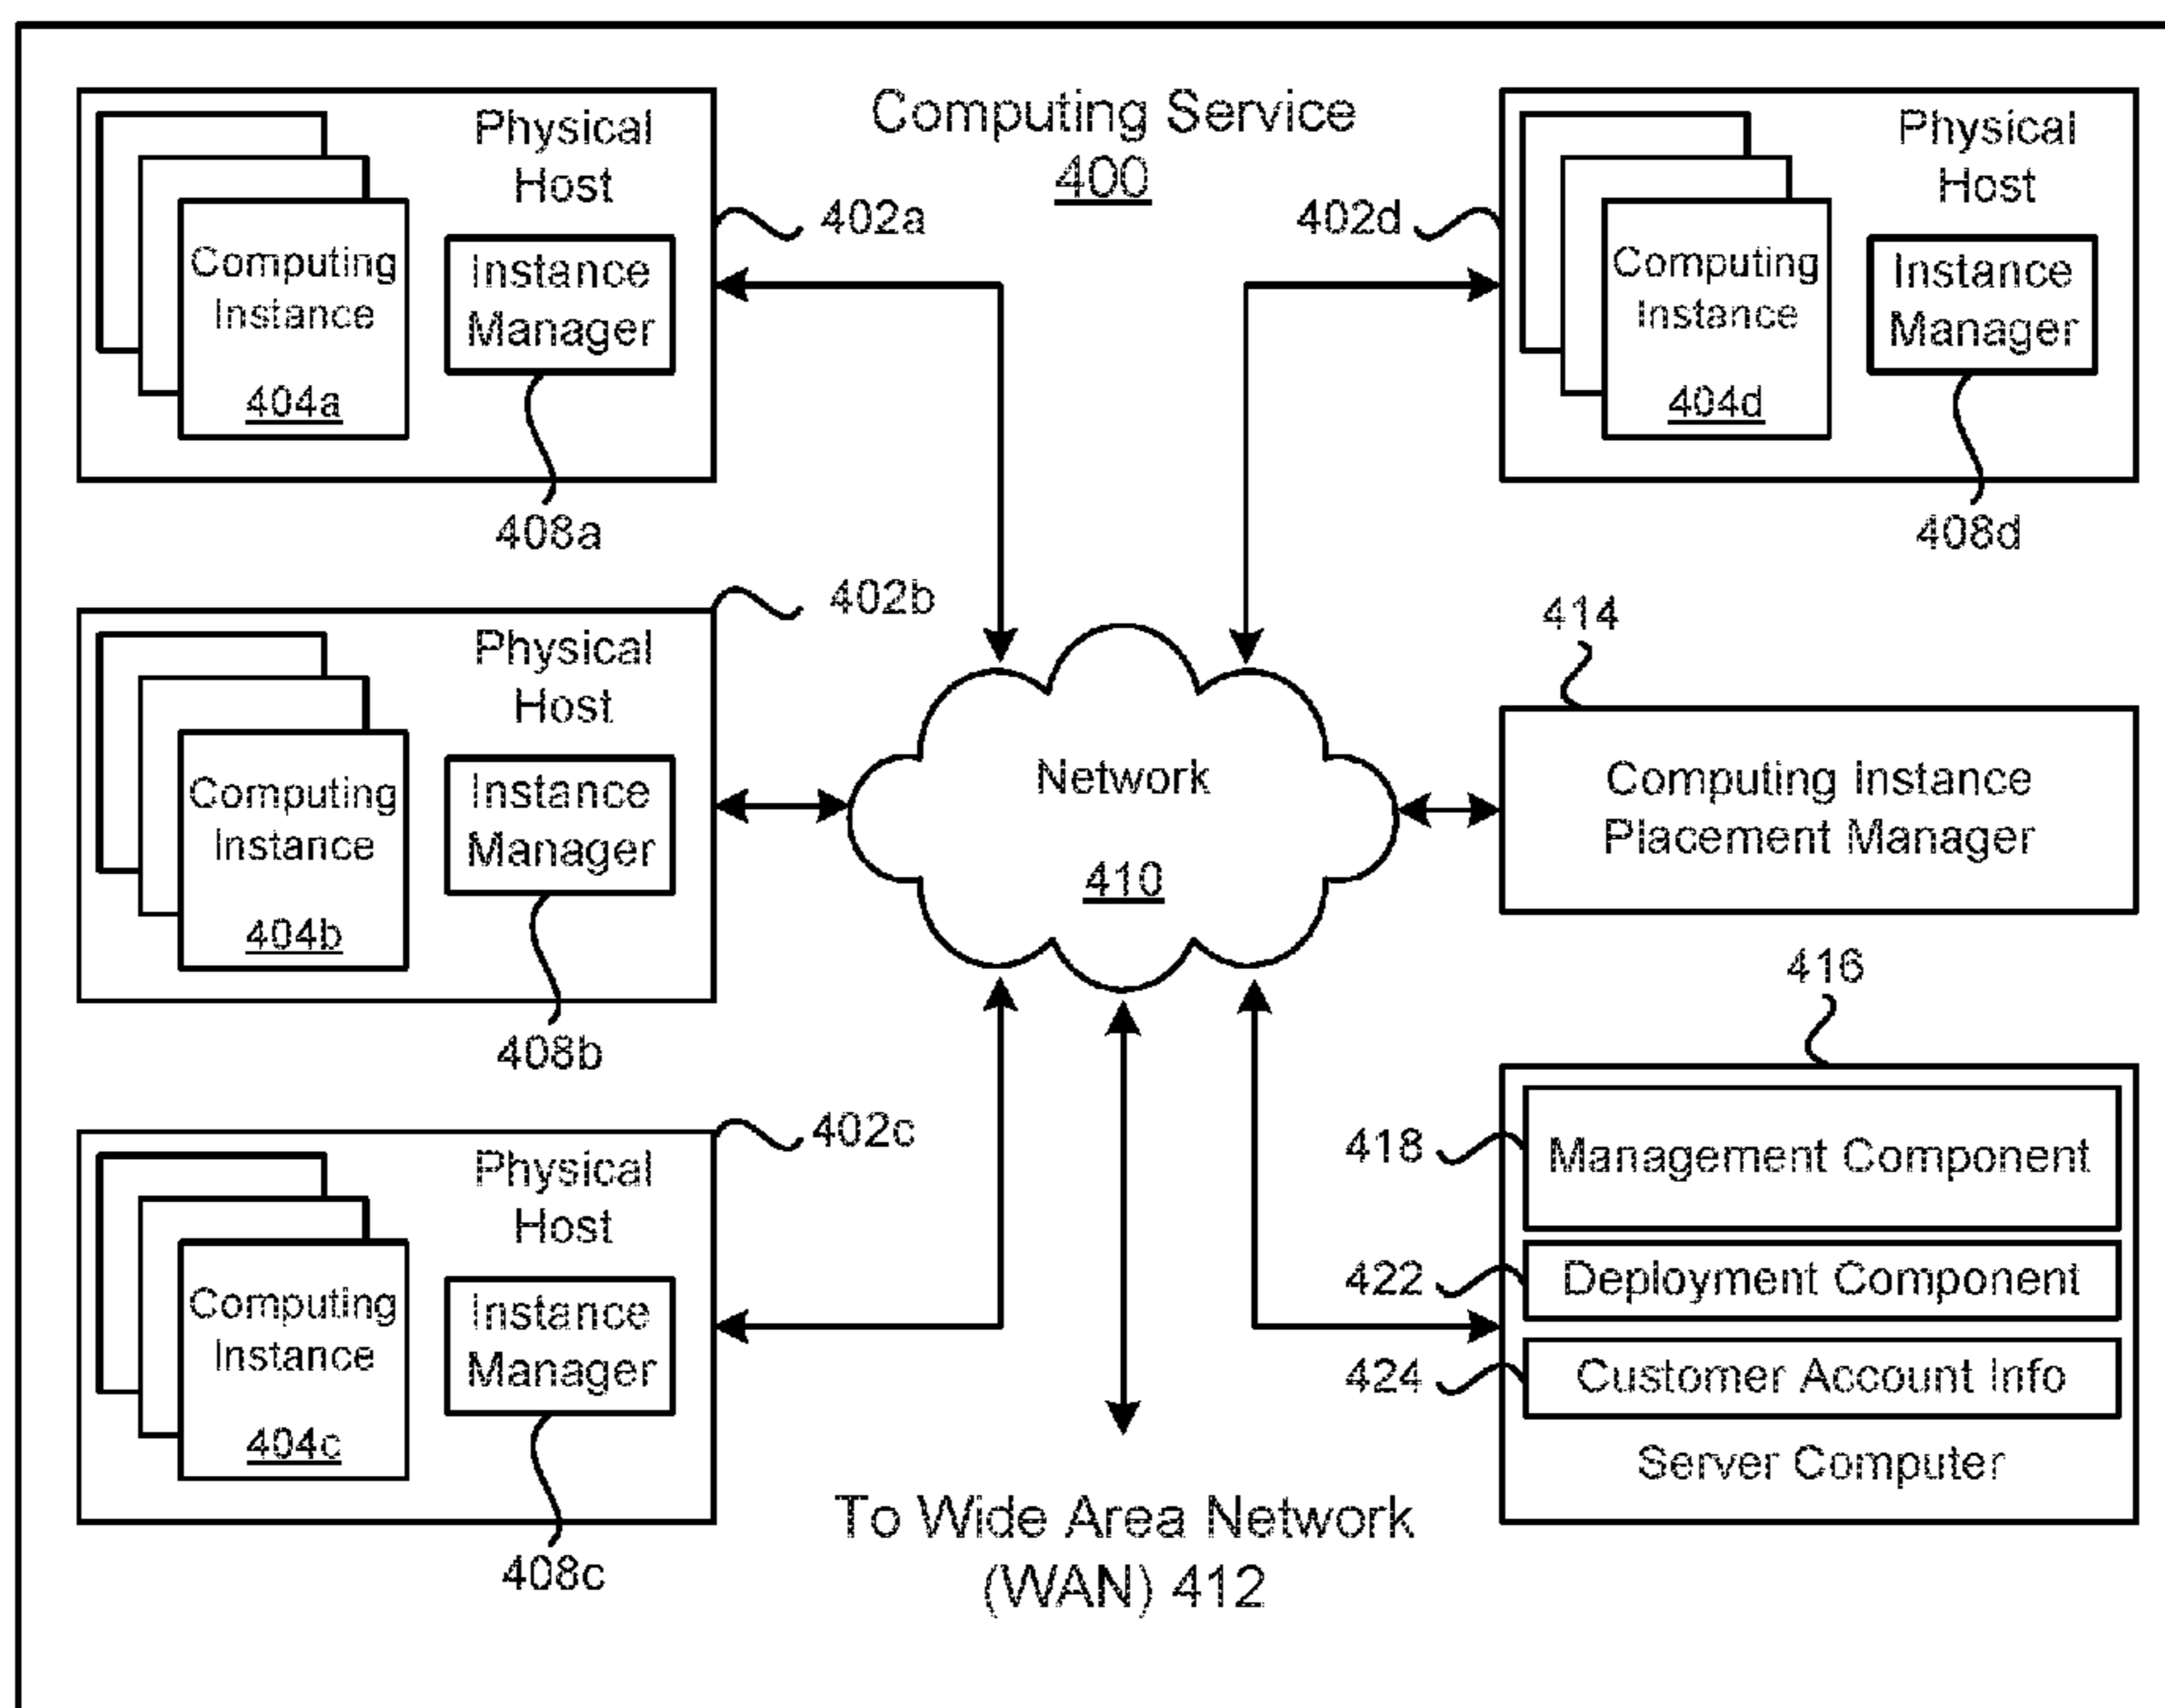 Computing Service
400
Physical
Host
402a
Computing
Instance
404a
Instance
Manager
408a
Physical
Host
402d
Computing
Instance
404d
Instance
Manager
408d
Physical
Host
402b
Computing
Instance
404b
Instance
Manager
408b
Network
410
414
Computing Instance
Placement Manager
Physical
Host
402c
Computing
Instance
404c
Instance
Manager
408c
416
418
Management Component
422
Deployment Component
424
Customer Account Info
Server Computer
To Wide Area Network
(WAN) 412